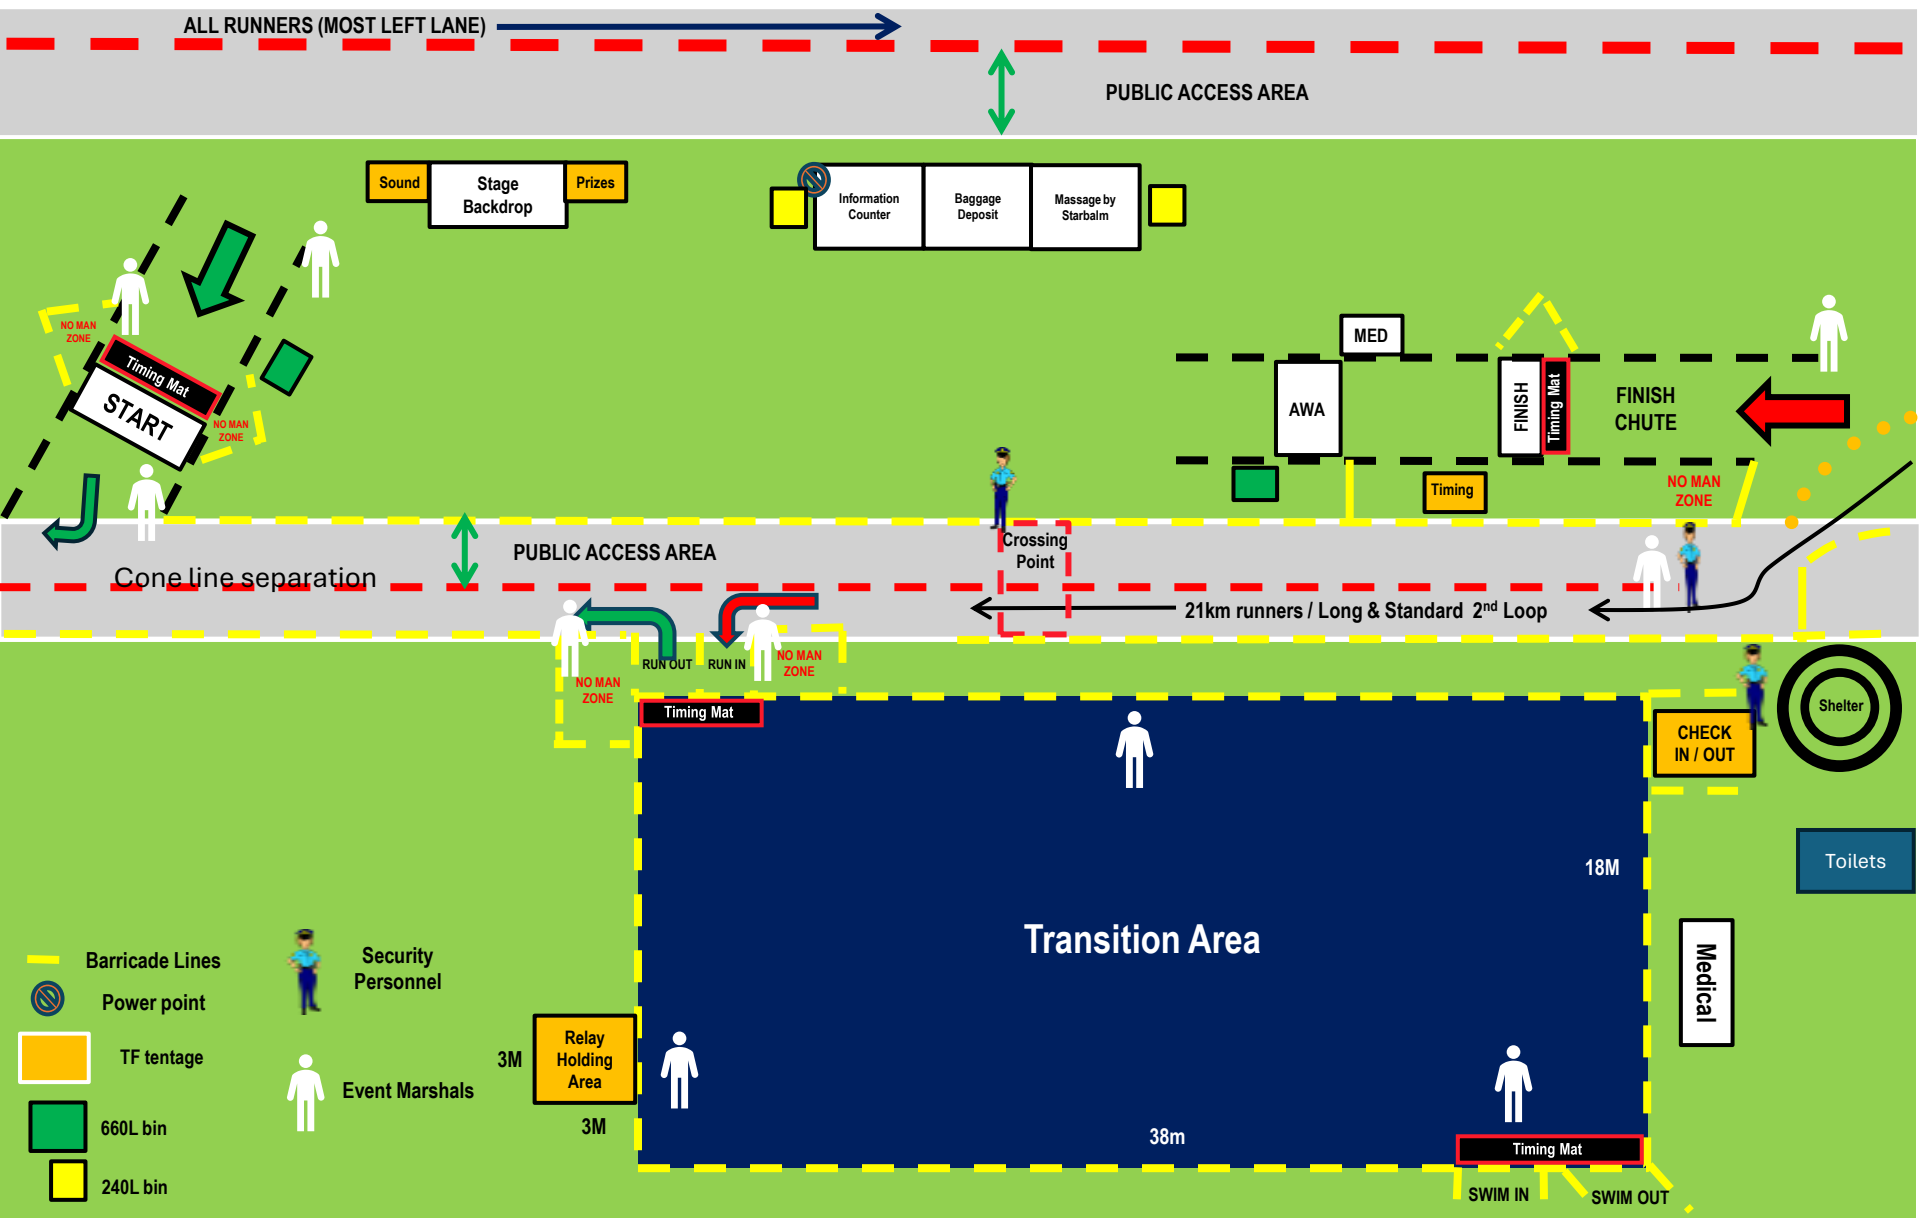 ALL RUNNERS (MOST LEFT LANE)
PUBLIC ACCESS AREA
Sound
Stage
Backdrop
Prizes
Information
Counter
Baggage
Deposit
Massage by
Starbalm
NO MAN
ZONE
Timing Mat
START
NO MAN
ZONE
MED
AWA
FINISH
Timing Mat
FINISH
CHUTE
Timing
NO MAN
ZONE
Crossing
Point
PUBLIC ACCESS AREA
Cone line separation
21km runners / Long & Standard 2nd Loop
RUN OUT
RUN IN
NO MAN
ZONE
NO MAN
ZONE
Timing Mat
CHECK
IN / OUT
Shelter
Toilets
18M
Transition Area
Medical
Barricade Lines
Power point
TF tentage
660L bin
240L bin
Security
Personnel
Event Marshals
Relay
Holding
Area
3M
3M
38m
Timing Mat
SWIM IN
SWIM OUT